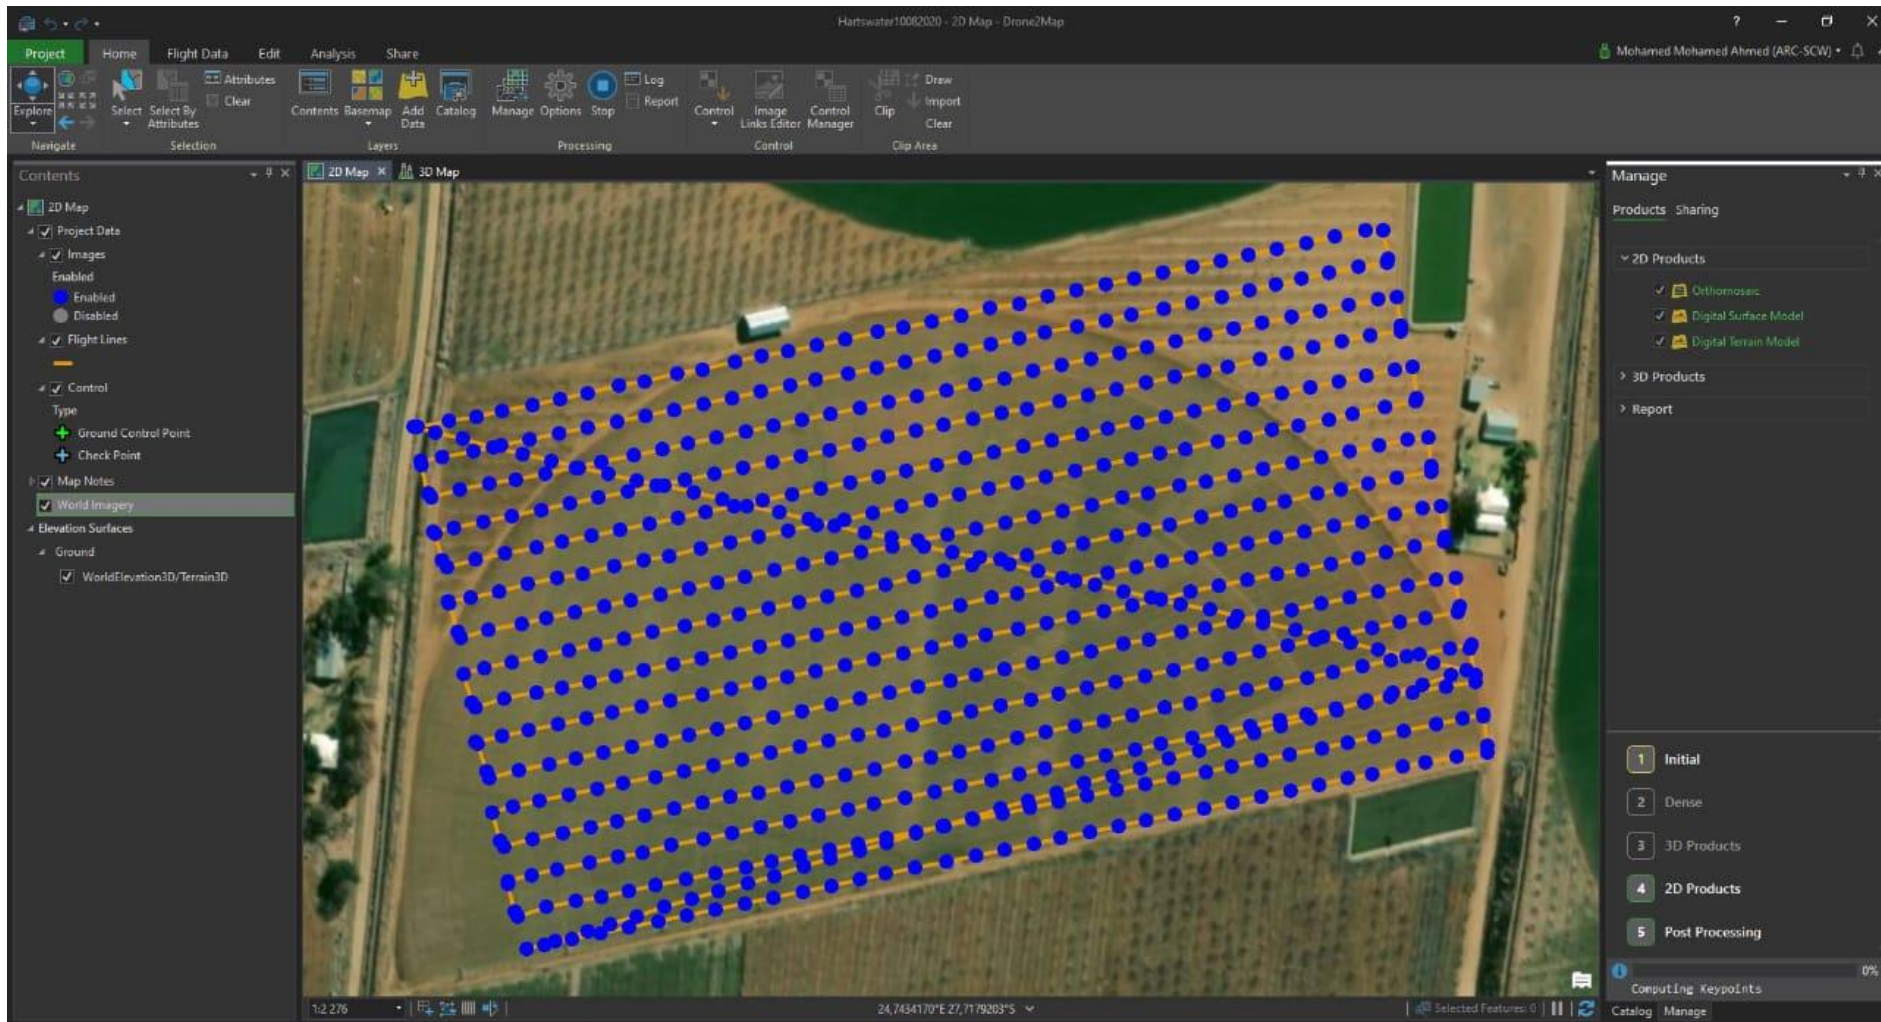 Hartswater10082020 - 2D Map - Drone2Map
?
Project Home Flight Data Edit Analysis Share
Mohamed Mohamed Ahmed (ARC-SCW)
Explore
Navigate
Select
Select By Attributes
Attributes
Clear
Selection
Contents
Basemap
Add Data
Catalog
Layers
Manage
Options
Stop
Log
Report
Processing
Control
Image Links Editor
Control Manager
Control
Clip
Draw
Import
Clear
Clip Area
Contents
2D Map
Project Data
Images
Enabled
Enabled
Disabled
Flight Lines
Control
Type
Ground Control Point
Check Point
Map Notes
World Imagery
Elevation Surfaces
Ground
WorldElevation3D/Terrain3D
2D Map
3D Map
1:2 276
24,7434170°E 27,7179203°S
Selected Features: 0
Manage
Products Sharing
2D Products
Orthomosaic
Digital Surface Model
Digital Terrain Model
3D Products
Report
1 Initial
2 Dense
3 3D Products
4 2D Products
5 Post Processing
0%
Computing Keypoints
Catalog Manage